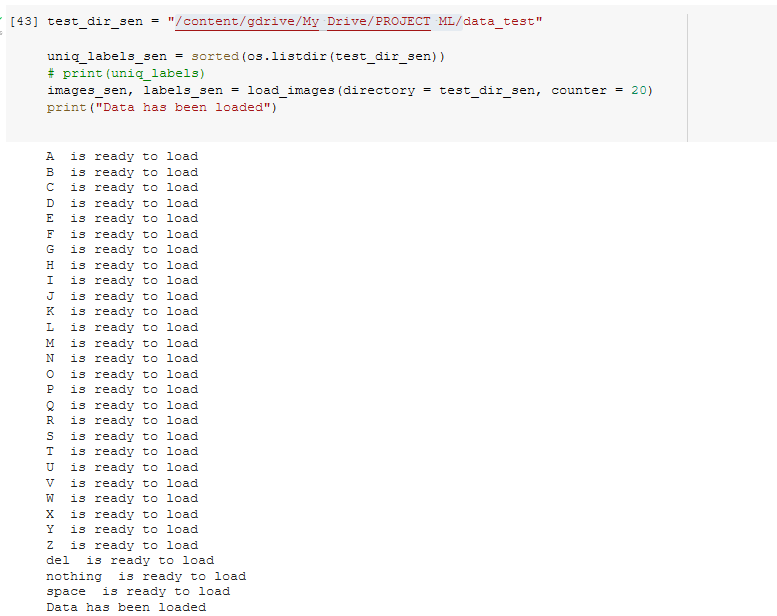 [43] test_dir_sen = "/content/gdrive/My Drive/PROJECT ML/data_test"
uniq_labels_sen = sorted(os.listdir(test_dir_sen))
# print(uniq_labels)
images_sen, labels_sen = load_images(directory = test_dir_sen, counter = 20)
print("Data has been loaded")
A  is ready to load
B  is ready to load
C  is ready to load
D  is ready to load
E  is ready to load
F  is ready to load
G  is ready to load
H  is ready to load
I  is ready to load
J  is ready to load
K  is ready to load
L  is ready to load
M  is ready to load
N  is ready to load
O  is ready to load
P  is ready to load
Q  is ready to load
R  is ready to load
S  is ready to load
T  is ready to load
U  is ready to load
V  is ready to load
W  is ready to load
X  is ready to load
Y  is ready to load
Z  is ready to load
del  is ready to load
nothing  is ready to load
space  is ready to load
Data has been loaded